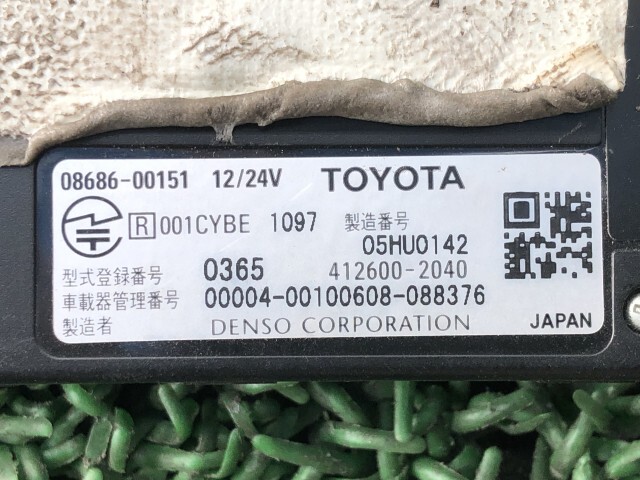 08686-00151 12/24V TOYOTA
R 001CYBE 1097 製造番号
05HU0142
型式登録番号 0365 412600-2040
車載器管理番号 00004-00100608-088376
製造者 DENSO CORPORATION JAPAN